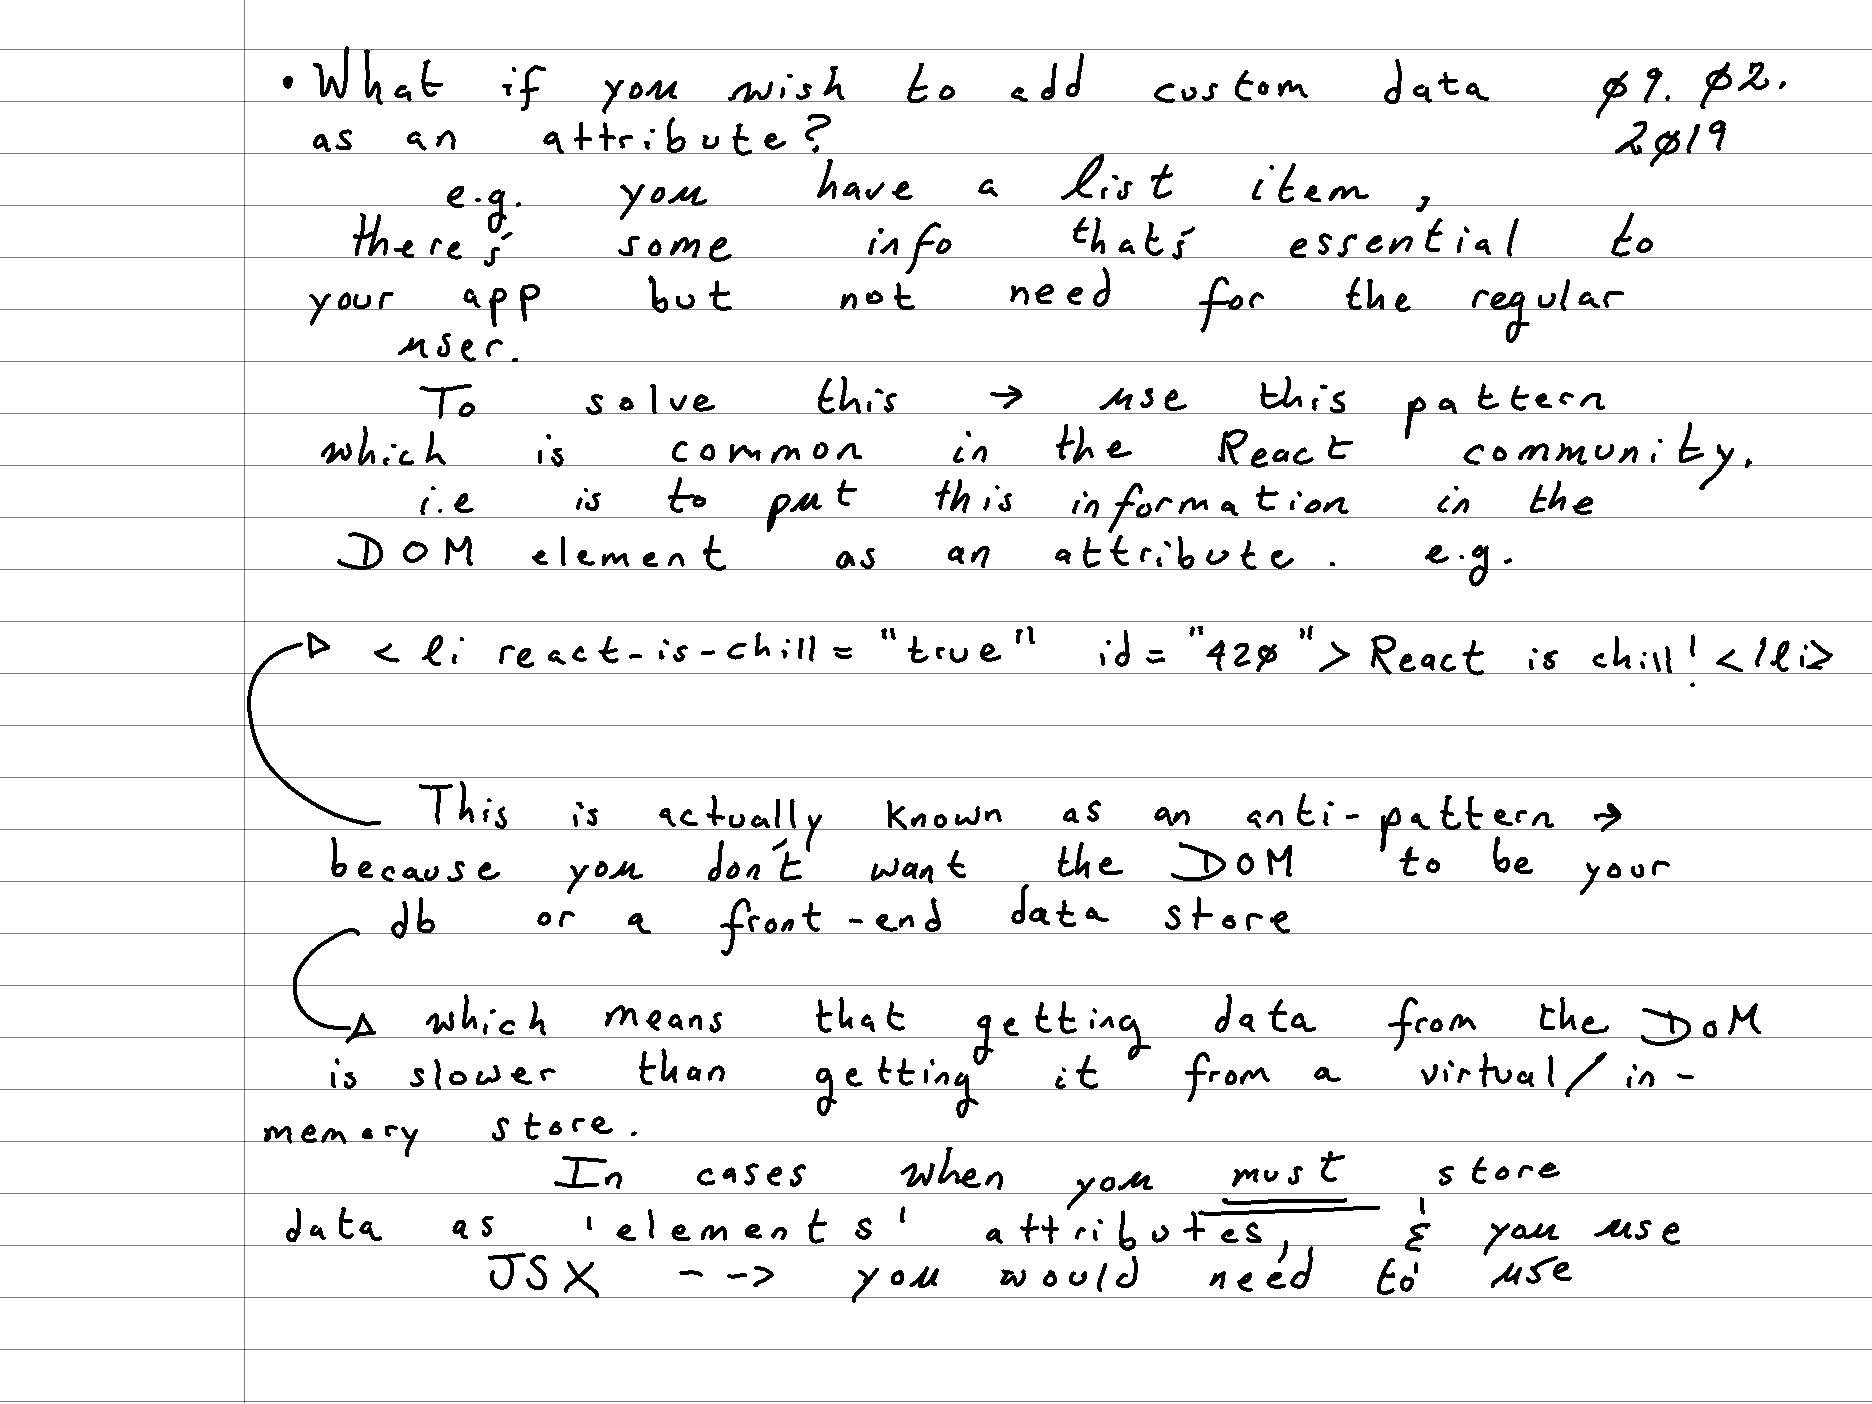 • What if you wish to add custom data ø9. ø2.
as an attribute? 2ø19
e.g. you have a list item,
there's some info that's essential to
your app but not need for the regular
user.
To solve this → use this pattern
which is common in the React community.
i.e is to put this information in the
DOM element as an attribute. e.g.
<li react-is-chill="true" id="42ø">React is chill!</li>
This is actually known as an anti-pattern →
because you don't want the DOM to be your
db or a front-end data store
which means that getting data from the DOM
is slower than getting it from a virtual/in-
memory store.
In cases when you must store
data as 'elements' attributes, & you use
JSX --> you would need to use